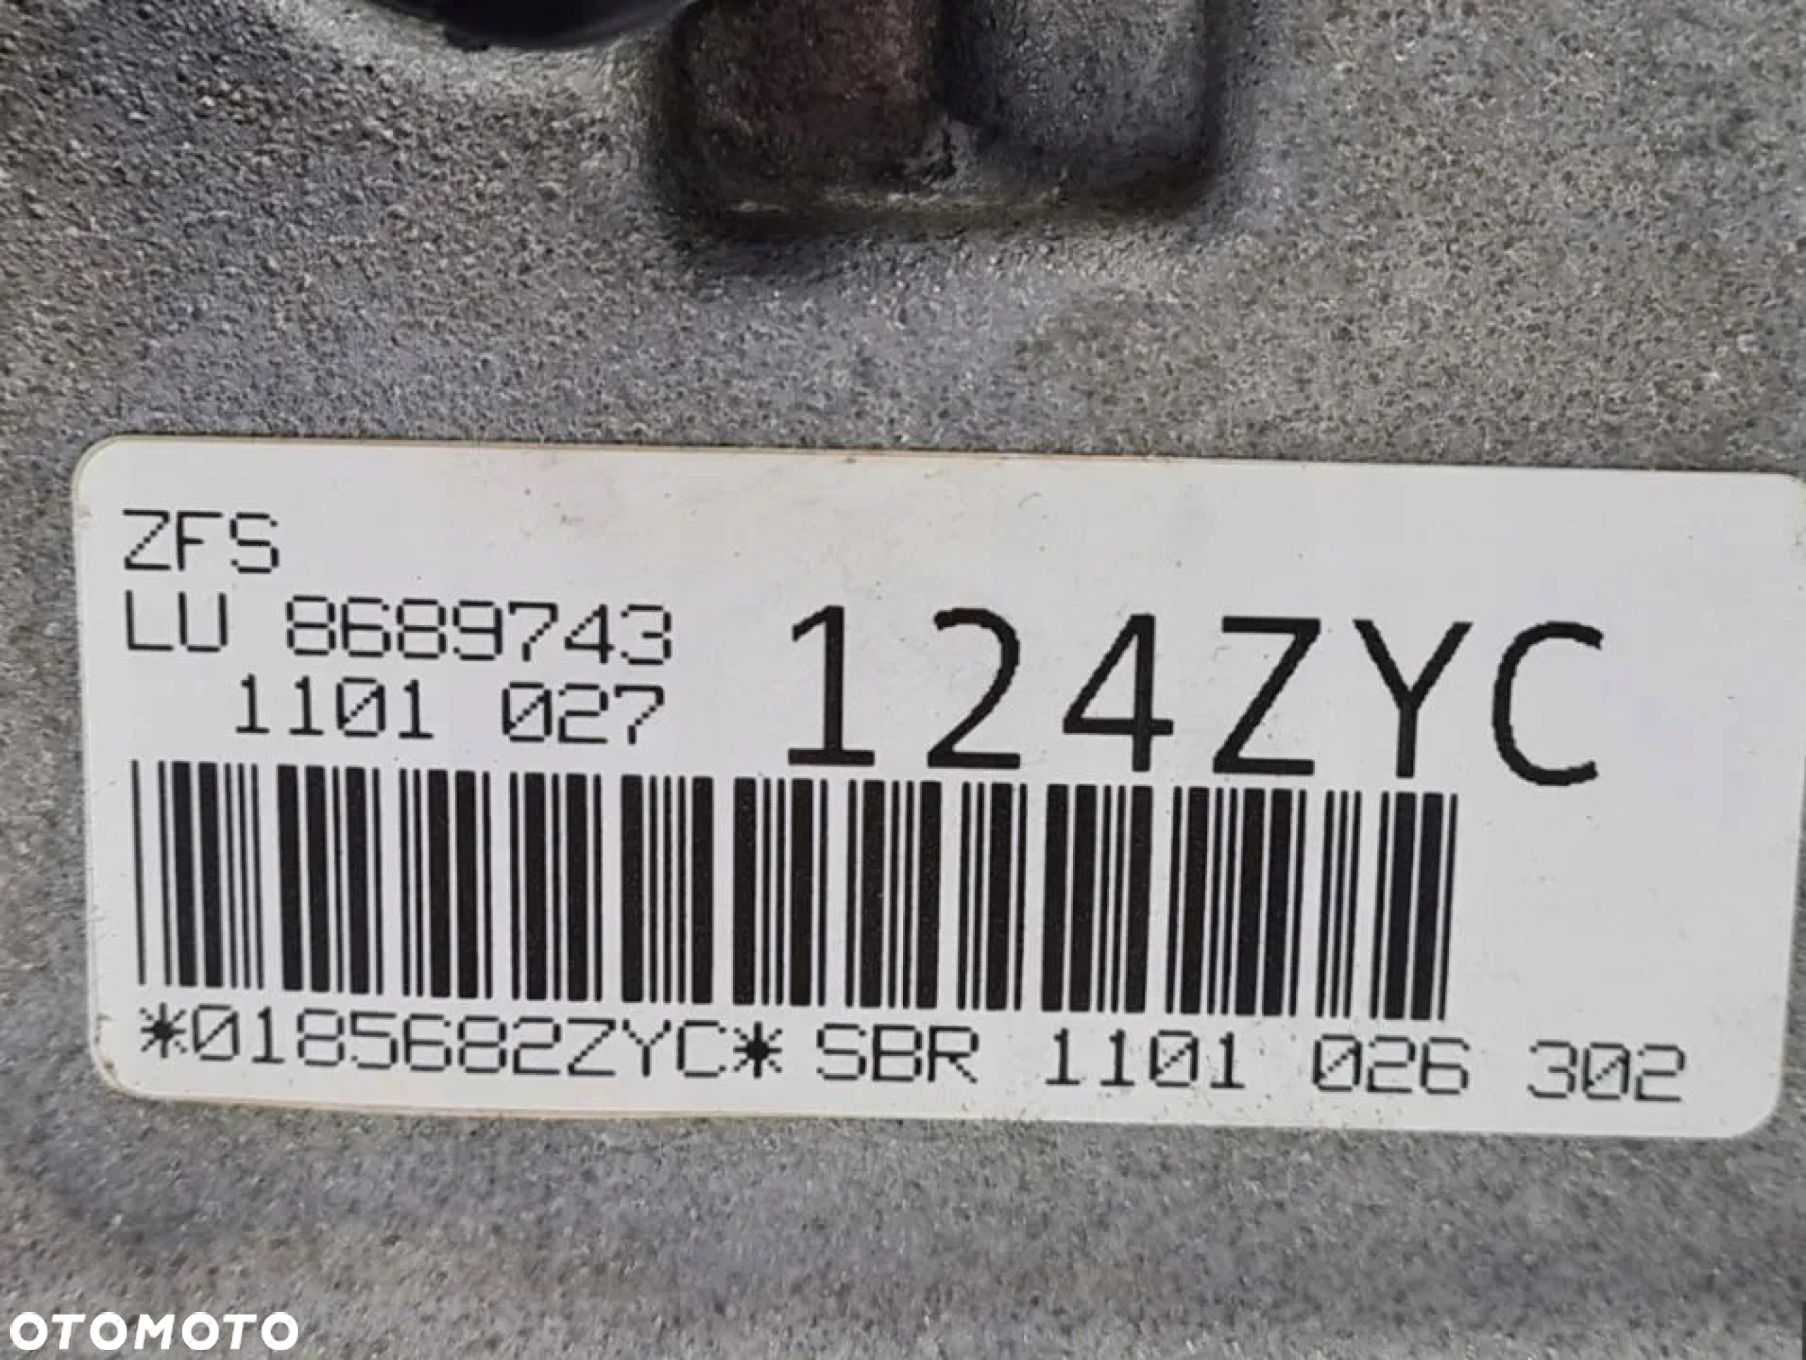 ZFS
LU 8689743
1101 027
124ZYC
*0185682ZYC* SBR 1101 026 302
OTOMOTO